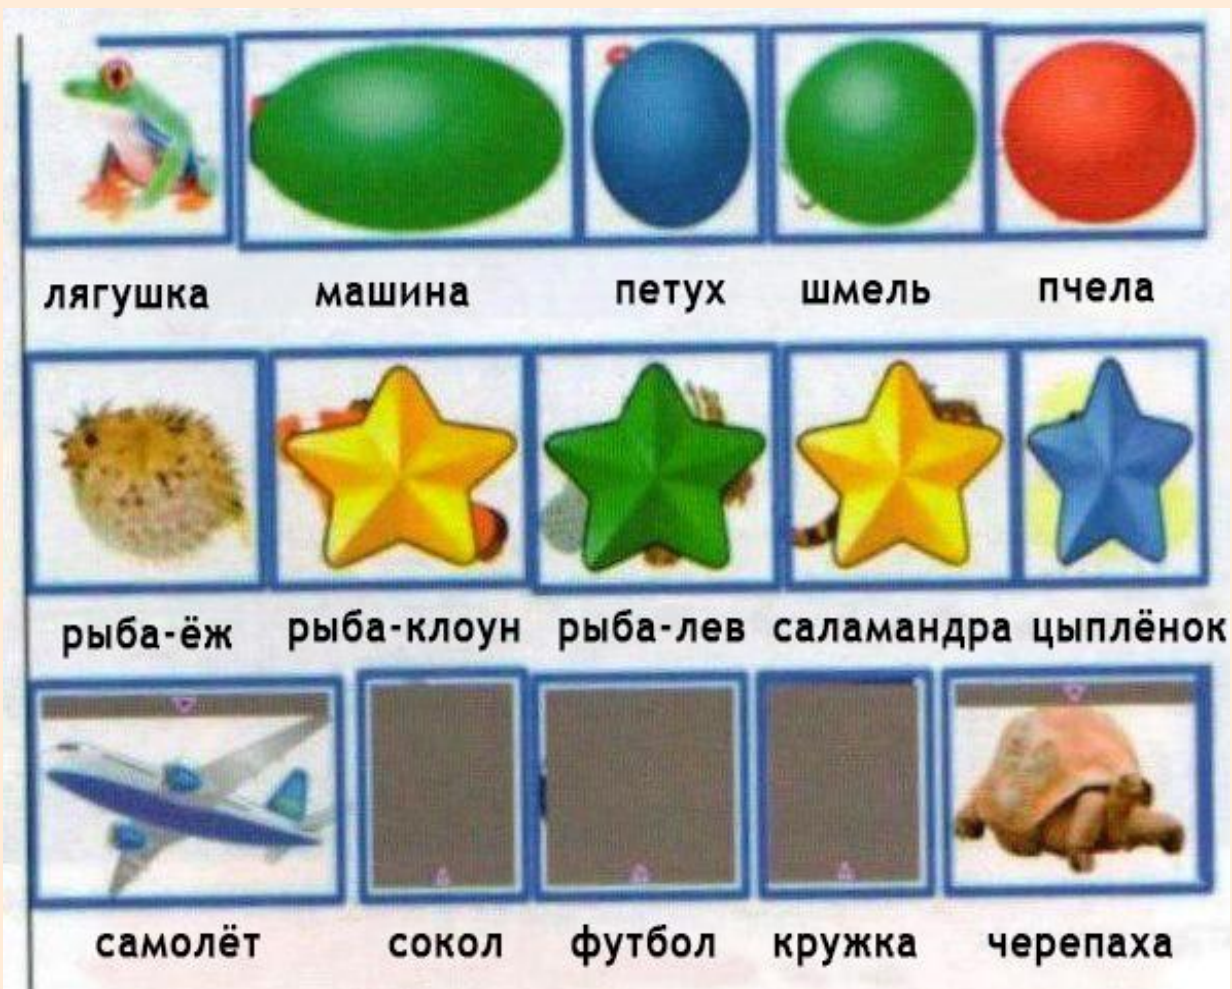 лягушка машина петух шмель пчела
рыба-ёж рыба-клоун рыба-лев саламандра цыплёнок
самолёт сокол футбол кружка черепаха